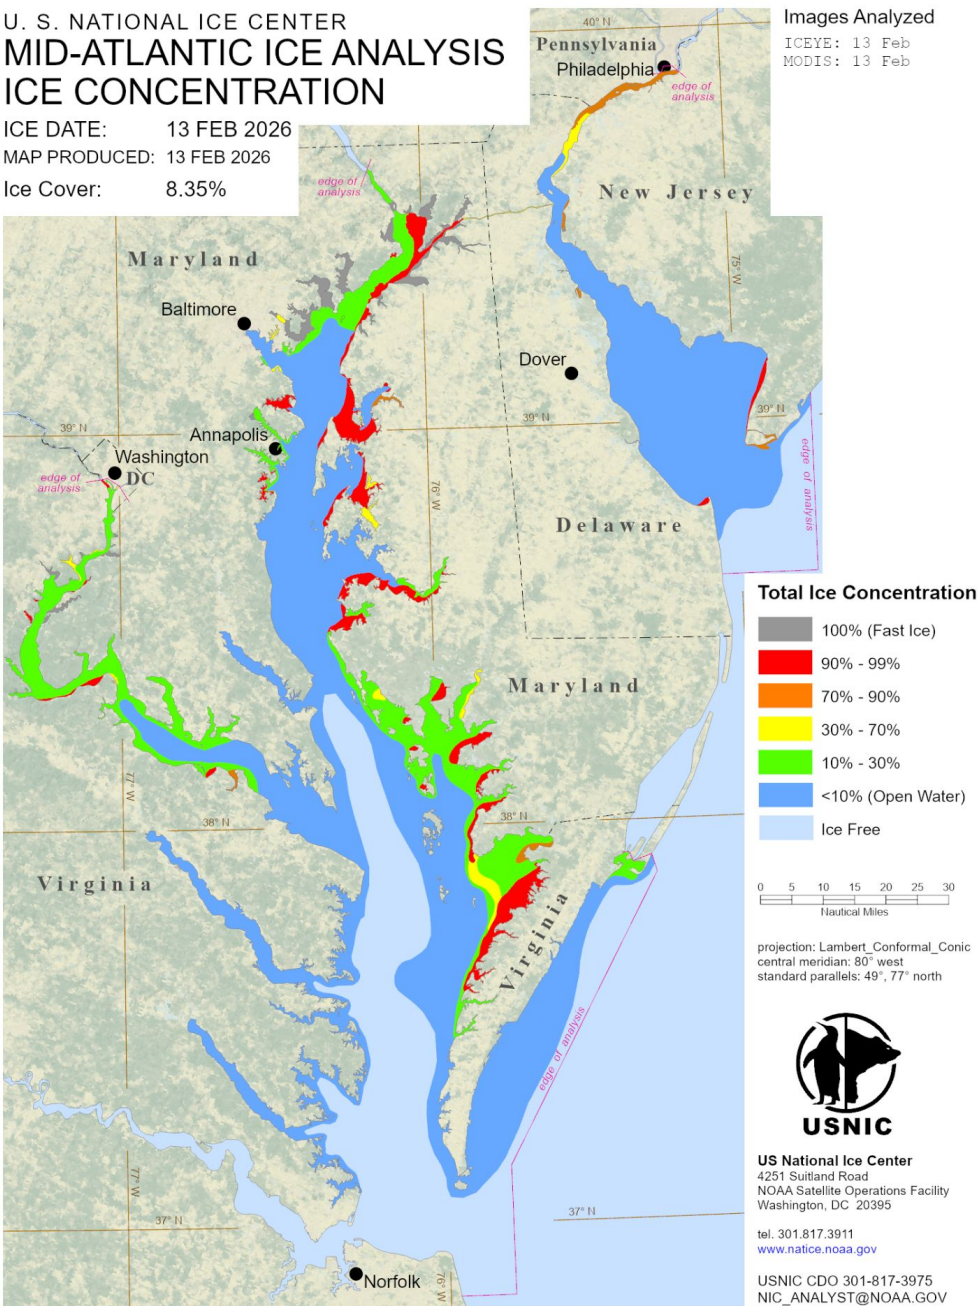 U. S. NATIONAL ICE CENTER
MID-ATLANTIC ICE ANALYSIS
ICE CONCENTRATION
ICE DATE: 13 FEB 2026
MAP PRODUCED: 13 FEB 2026
Ice Cover: 8.35%
Images Analyzed
ICEYE: 13 Feb
MODIS: 13 Feb
40° N
Pennsylvania
Philadelphia
edge of
analysis
edge of
analysis
New Jersey
Maryland
75° W
Baltimore
Dover
39° N
39° N
39° N
Annapolis
Washington
DC
edge of
analysis
76° W
edge of analysis
Delaware
Maryland
77° W
38° N
38° N
Virginia
Virginia
edge of analysis
77° W
37° N
37° N
Norfolk
76° W
Total Ice Concentration
100% (Fast Ice)
90% - 99%
70% - 90%
30% - 70%
10% - 30%
<10% (Open Water)
Ice Free
0 5 10 15 20 25 30
Nautical Miles
projection: Lambert_Conformal_Conic
central meridian: 80° west
standard parallels: 49°, 77° north
USNIC
US National Ice Center
4251 Suitland Road
NOAA Satellite Operations Facility
Washington, DC 20395
tel. 301.817.3911
www.natice.noaa.gov
USNIC CDO 301-817-3975
NIC_ANALYST@NOAA.GOV